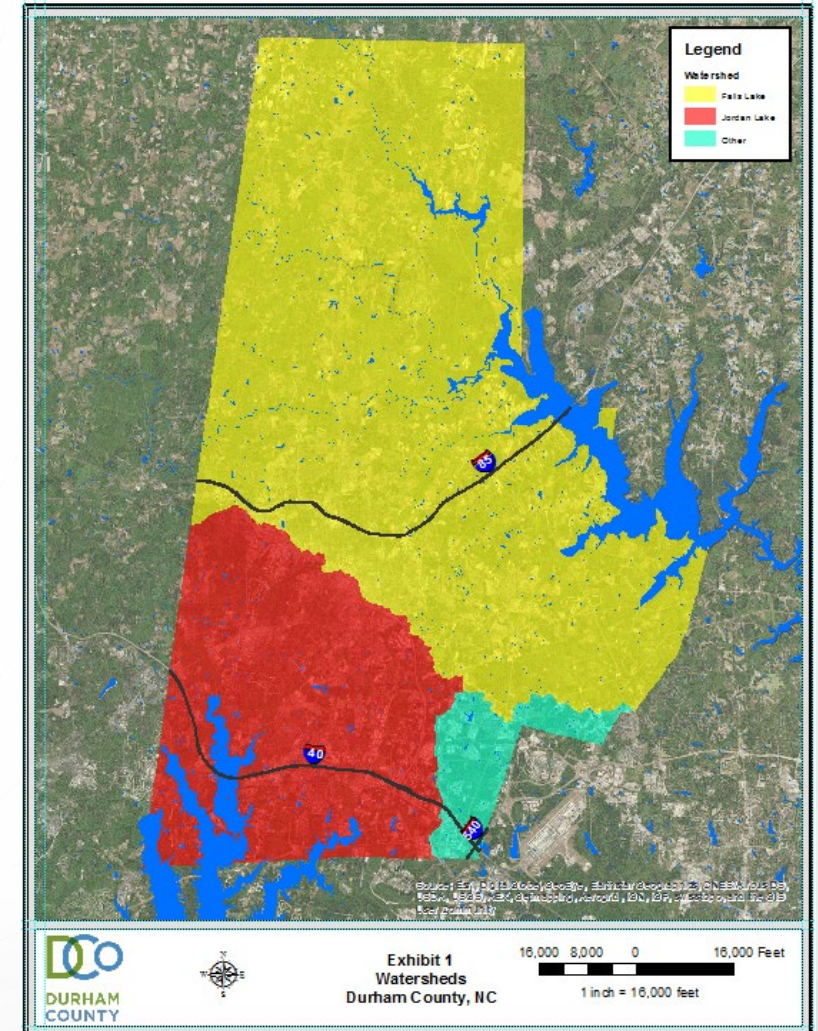 Legend
Watershed
Falls Lake
Jordan Lake
Other
85
40
540
DCo
DURHAM
COUNTY
N
W E
S
Exhibit 1
Watersheds
Durham County, NC
16,000 8,000 0 16,000 Feet
1 inch = 16,000 feet